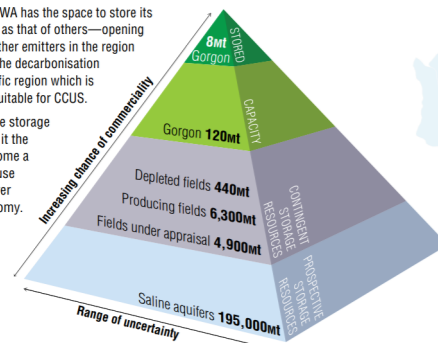 WA has the space to store its
as that of others—opening
ther emitters in the region
he decarbonisation
fic region which is
uitable for CCUS.
e storage
it the
ome a
use
er
omy.
Increasing chance of commerciality
8Mt
Gorgon
STORED
Gorgon 120Mt
CAPACITY
Depleted fields 440Mt
Producing fields 6,300Mt
Fields under appraisal 4,900Mt
CONTINGENT
STORAGE
RESOURCES
Saline aquifers 195,000Mt
PROSPECTIVE
STORAGE
RESOURCES
Range of uncertainty